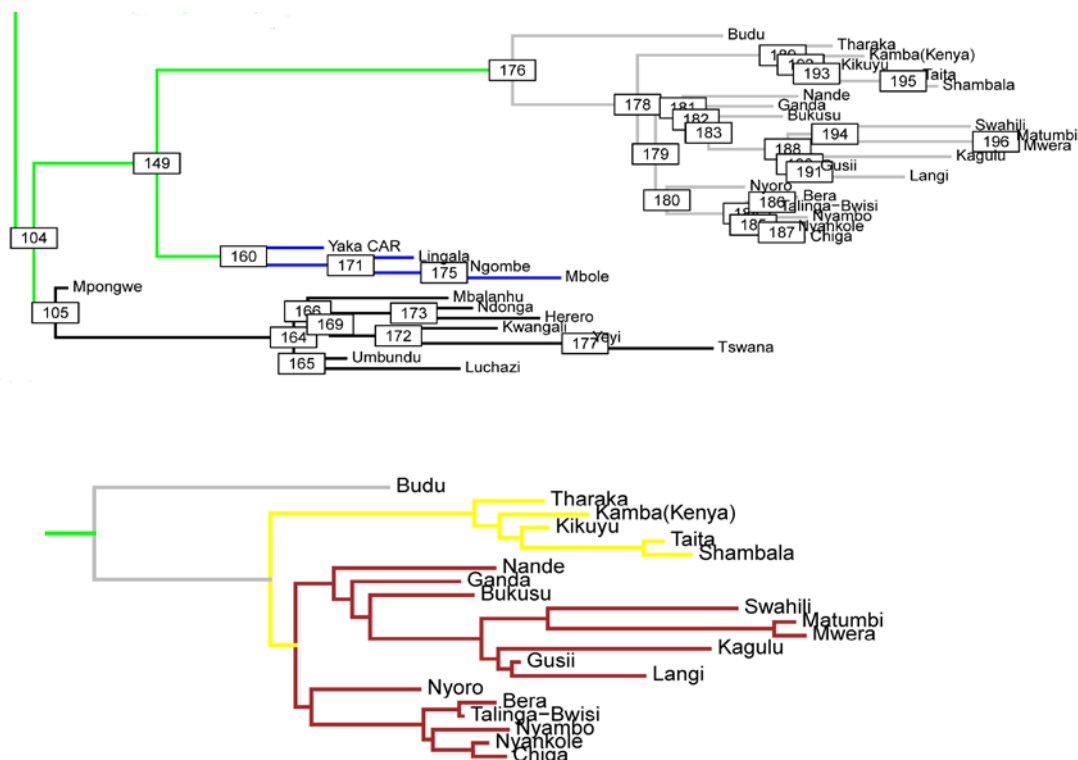 Budu
176
Tharaka
Kamba(Kenya)
Kikuyu
193
195
Taita
Shambala
178
Nande
181
Ganda
182
Bukusu
183
194
Swahili
196
Matumbi
Mwera
149
179
188
Kagulu
Gusii
191
Langi
180
Nyoro
186
Bera
Talinga-Bwisi
Nyambo
Nyankole
187
Chiga
104
160
Yaka CAR
171
Lingala
175
Ngombe
Mbole
Mpongwe
105
166
Mbalanhu
173
Ndonga
Herero
169
Kwangali
164
172
177
Yeyi
Tswana
165
Umbundu
Luchazi
Budu
Tharaka
Kamba(Kenya)
Kikuyu
Taita
Shambala
Nande
Ganda
Bukusu
Swahili
Matumbi
Mwera
Kagulu
Gusii
Langi
Nyoro
Bera
Talinga-Bwisi
Nyambo
Nyankole
Chiga